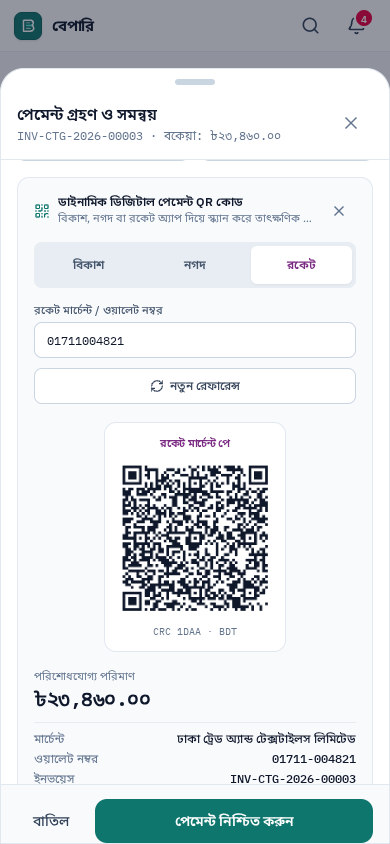 বেপারি
4
পেমেন্ট গ্রহণ ও সমন্বয়
INV-CTG-2026-00003 · বকেয়া: ৳২৩,৪৬০.০০
ডাইনামিক ডিজিটাল পেমেন্ট QR কোড
বিকাশ, নগদ বা রকেট অ্যাপ দিয়ে স্ক্যান করে তাৎক্ষণিক ...
বিকাশ
নগদ
রকেট
রকেট মার্চেন্ট / ওয়ালেট নম্বর
01711004821
নতুন রেফারেন্স
রকেট মার্চেন্ট পে
CRC 1DAA · BDT
পরিশোধযোগ্য পরিমাণ
৳২৩,৪৬০.০০
মার্চেন্ট ঢাকা ট্রেড অ্যান্ড টেক্সটাইলস লিমিটেড
ওয়ালেট নম্বর 01711-004821
ইনভয়েস INV-CTG-2026-00003
বাতিল
পেমেন্ট নিশ্চিত করুন